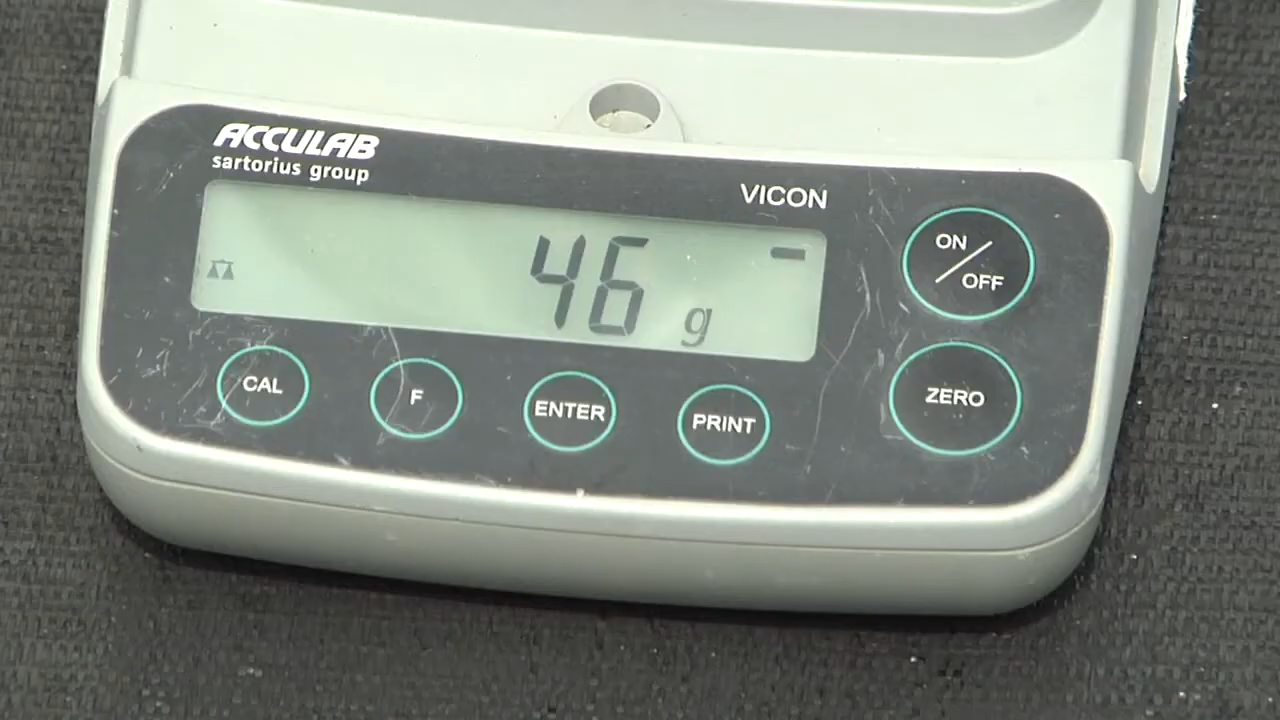 ACCULAB
sartorius group
VICON
46 g
ON/OFF
CAL
F
ENTER
PRINT
ZERO